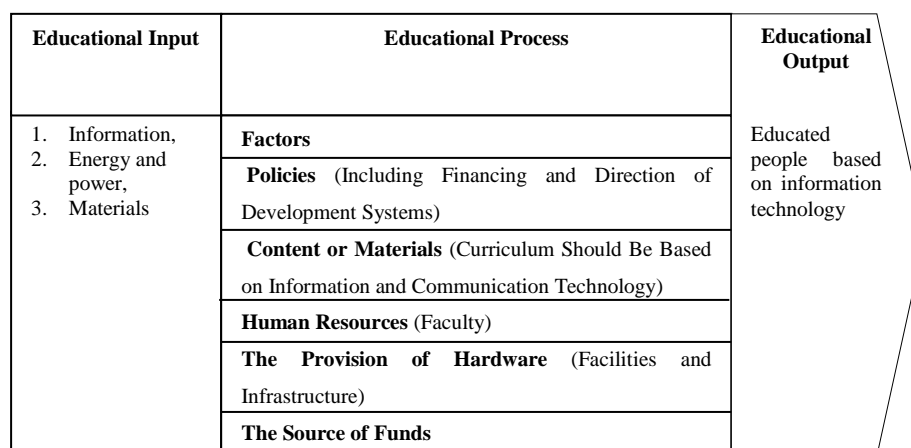 Educational Input
Educational Process
Educational
Output
1. Information,
2. Energy and
power,
3. Materials
Factors
Policies (Including Financing and Direction of
Development Systems)
Content or Materials (Curriculum Should Be Based
on Information and Communication Technology)
Human Resources (Faculty)
The Provision of Hardware (Facilities and
Infrastructure)
The Source of Funds
Educated
people based
on information
technology